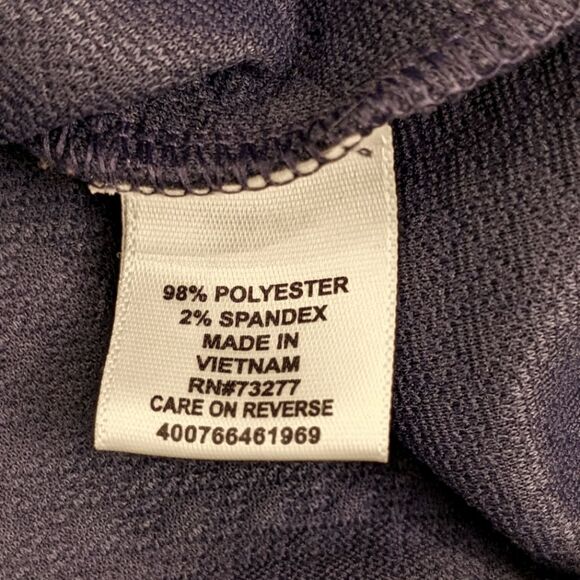 98% POLYESTER
2% SPANDEX
MADE IN
VIETNAM
RN#73277
CARE ON REVERSE
400766461969